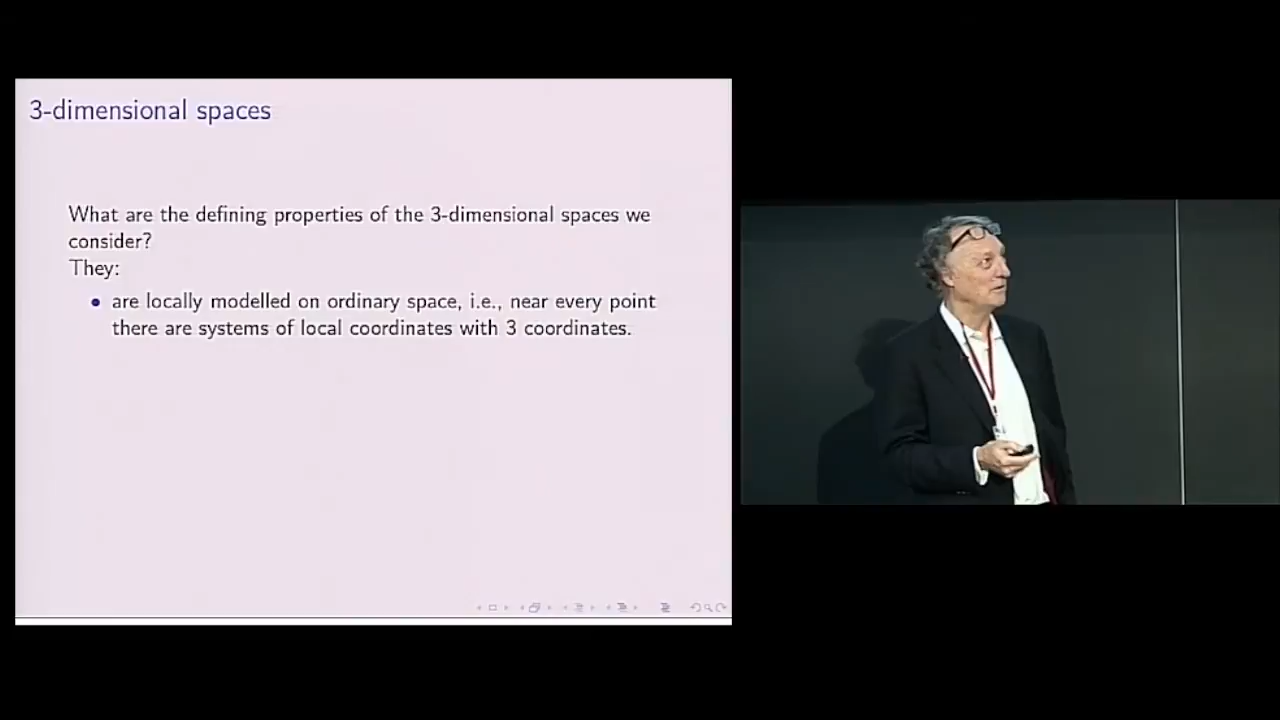 3-dimensional spaces
What are the defining properties of the 3-dimensional spaces we
consider?
They:
• are locally modelled on ordinary space, i.e., near every point
there are systems of local coordinates with 3 coordinates.